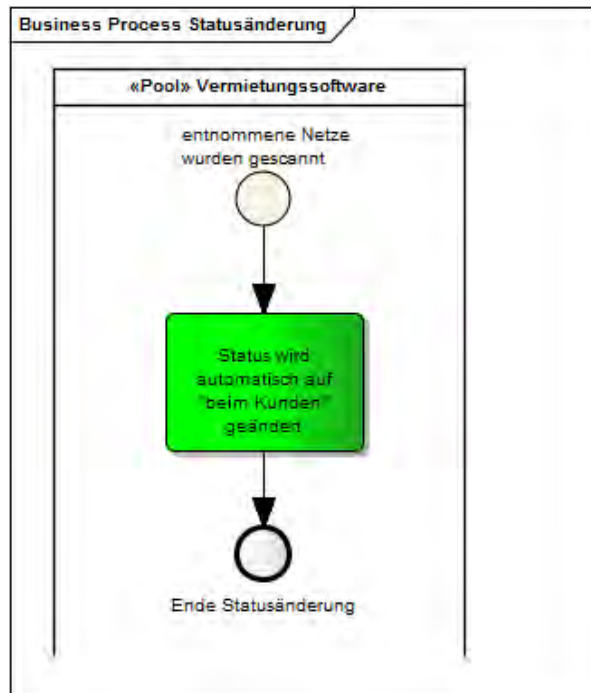 Business Process Statusänderung
«Pool» Vermietungssoftware
entnommene Netze
wurden gescannt
Status wird
automatisch auf
"beim Kunden"
geändert
Ende Statusänderung